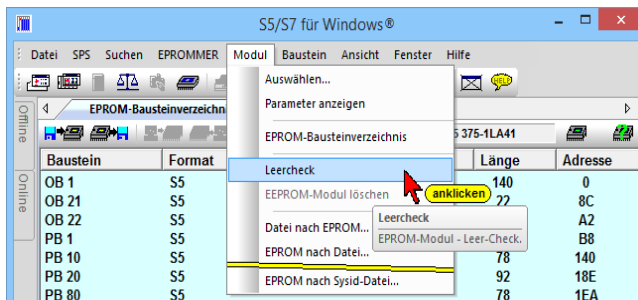 S5/S7 für Windows®
Datei SPS Suchen EPROMMER Modul Baustein Ansicht Fenster Hilfe
HELP
Offline
EPROM-Bausteinverzeichn
5 375-1LA41
Auswählen...
Parameter anzeigen
EPROM-Bausteinverzeichnis
Leercheck
EEPROM-Modul löschen
Datei nach EPROM...
EPROM nach Datei...
EPROM nach Sysid-Datei...
anklicken
Leercheck
EPROM-Modul - Leer-Check.
Online
Baustein Format Länge Adresse
OB 1 S5 140 0
OB 21 S5 22 8C
OB 22 S5 A2
PB 1 S5 B8
PB 10 S5 78 140
PB 20 S5 92 18E
PB 80 S5 78 1EA